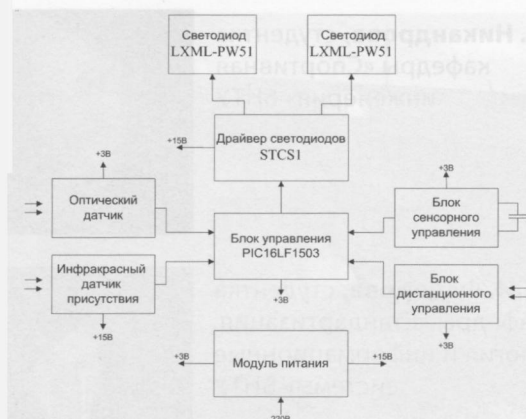 Светодиод
LXML-PW51
Светодиод
LXML-PW51
Драйвер светодиодов
STCS1
+15В
+3В
Оптический
датчик
+3В
Блок
сенсорного
управления
Блок управления
PIC16LF1503
Инфракрасный
датчик
присутствия
Блок
дистанционного
управления
+3В
+15В
+3В
+3В
Модуль питания
+15В
220В